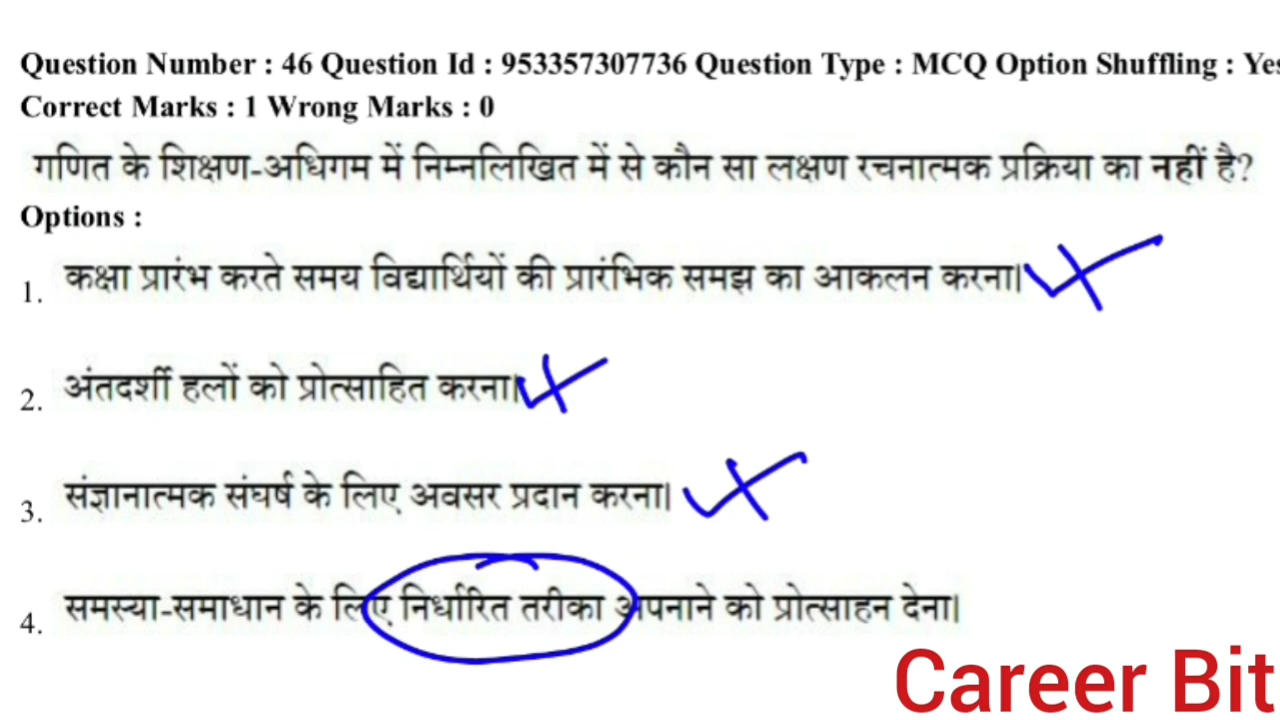 Question Number : 46 Question Id : 953357307736 Question Type : MCQ Option Shuffling : Yes
Correct Marks : 1 Wrong Marks : 0
गणित के शिक्षण-अधिगम में निम्नलिखित में से कौन सा लक्षण रचनात्मक प्रक्रिया का नहीं है?
Options :
1. कक्षा प्रारंभ करते समय विद्यार्थियों की प्रारंभिक समझ का आकलन करना।
2. अंतदर्शी हलों को प्रोत्साहित करना।
3. संज्ञानात्मक संघर्ष के लिए अवसर प्रदान करना।
4. समस्या-समाधान के लिए निर्धारित तरीका अपनाने को प्रोत्साहन देना।
Career Bit